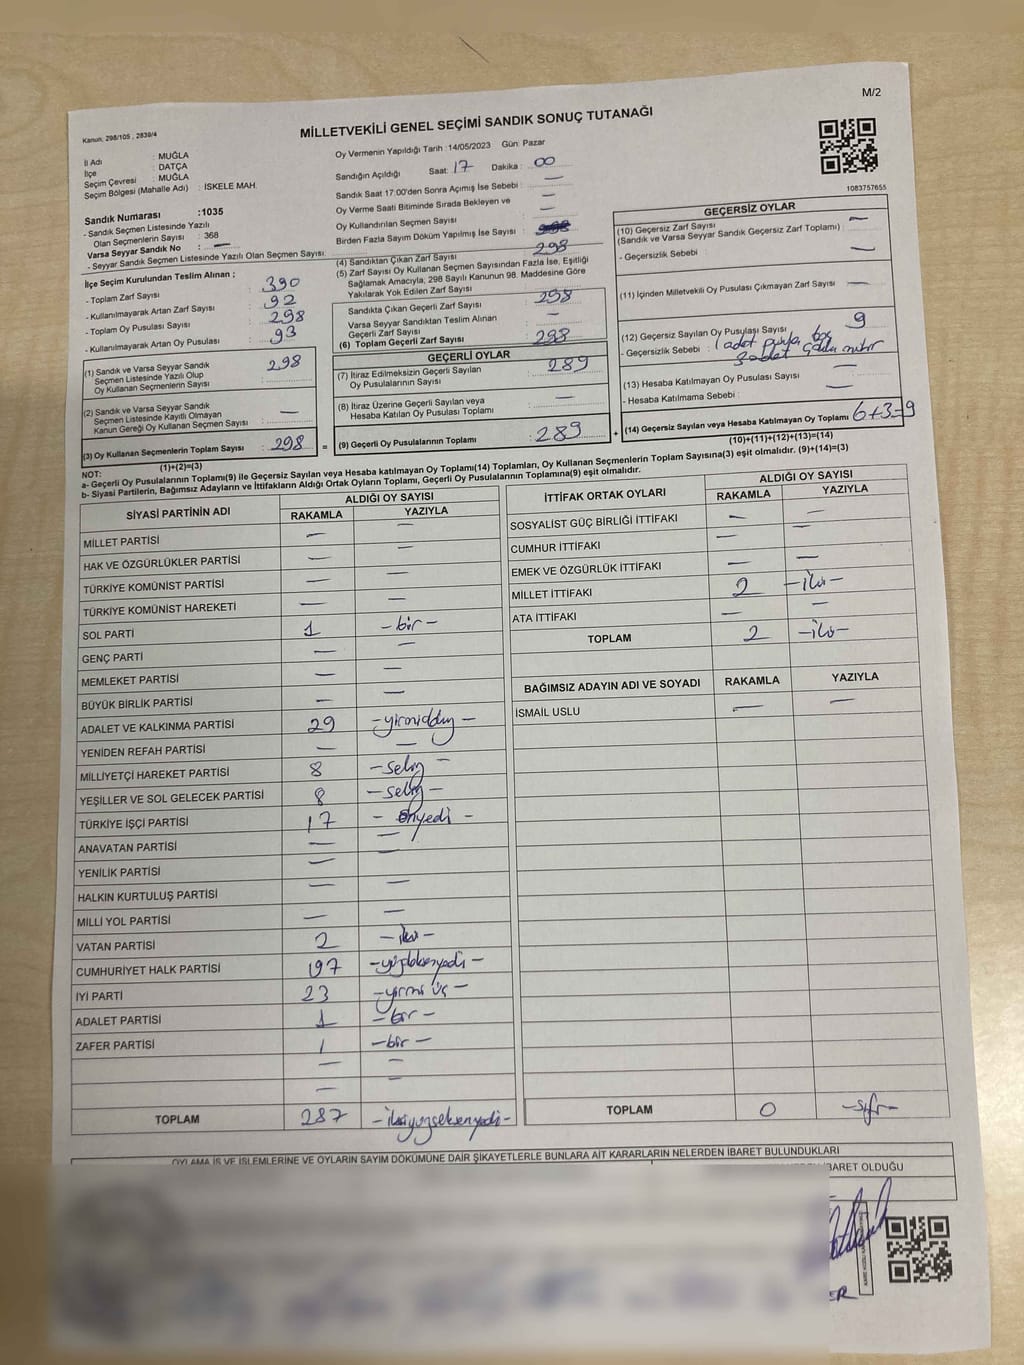 M/2
Kanun: 298/105 , 2839/4
MİLLETVEKİLİ GENEL SEÇİMİ SANDIK SONUÇ TUTANAĞI
İl Adı : MUĞLA
İlçe : DATÇA
Seçim Çevresi : MUĞLA
Seçim Bölgesi (Mahalle Adı) : İSKELE MAH.
Sandık Numarası :1035
- Sandık Seçmen Listesinde Yazılı
Olan Seçmenlerin Sayısı : 368
Varsa Seyyar Sandık No : —
- Seyyar Sandık Seçmen Listesinde Yazılı Olan Seçmen Sayısı:
Oy Vermenin Yapıldığı Tarih :14/05/2023 Gün: Pazar
Sandığın Açıldığı Saat: 17 Dakika : 00
Sandık Saat 17:00'den Sonra Açımış İse Sebebi : —
Oy Verme Saati Bitiminde Sırada Bekleyen ve
Oy Kullandırılan Seçmen Sayısı : —
Birden Fazla Sayım Döküm Yapılmış İse Sayısı :
1083757655
İlçe Seçim Kurulundan Teslim Alınan ;
- Toplam Zarf Sayısı : 390
- Kullanılmayarak Artan Zarf Sayısı : 92
- Toplam Oy Pusulası Sayısı : 298
- Kullanılmayarak Artan Oy Pusulası : 93
(1) Sandık ve Varsa Seyyar Sandık
Seçmen Listesinde Yazılı Olup
Oy Kullanan Seçmenlerin Sayısı : 298
(2) Sandık ve Varsa Seyyar Sandık
Seçmen Listesinde Kayıtlı Olmayan
Kanun Gereği Oy Kullanan Seçmen Sayısı : —
(3) Oy Kullanan Seçmenlerin Toplam Sayısı : 298 =
(1)+(2)=(3)
(4) Sandıktan Çıkan Zarf Sayısı : 298
(5) Zarf Sayısı Oy Kullanan Seçmen Sayısından Fazla İse, Eşitliği
Sağlamak Amacıyla, 298 Sayılı Kanunun 98. Maddesine Göre
Yakılarak Yok Edilen Zarf Sayısı :
Sandıkta Çıkan Geçerli Zarf Sayısı : 298
Varsa Seyyar Sandıktan Teslim Alınan
Geçerli Zarf Sayısı : —
(6) Toplam Geçerli Zarf Sayısı : 298
GEÇERLİ OYLAR
(7) İtiraz Edilmeksizin Geçerli Sayılan
Oy Pusulalarının Sayısı : 289
(8) İtiraz Üzerine Geçerli Sayılan veya
Hesaba Katılan Oy Pusulası Toplamı : —
(9) Geçerli Oy Pusulalarının Toplamı : 289 +
GEÇERSİZ OYLAR
(10) Geçersiz Zarf Sayısı : —
(Sandık ve Varsa Seyyar Sandık Geçersiz Zarf Toplamı)
- Geçersizlik Sebebi : —
(11) İçinden Milletvekili Oy Pusulası Çıkmayan Zarf Sayısı : —
(12) Geçersiz Sayılan Oy Pusulası Sayısı : 9
- Geçersizlik Sebebi : 1 adet boş
3 adet
(13) Hesaba Katılmayan Oy Pusulası Sayısı : —
- Hesaba Katılmama Sebebi : —
(14) Geçersiz Sayılan veya Hesaba Katılmayan Oy Toplamı 6+3=9
(10)+(11)+(12)+(13)=(14)
NOT:
a- Geçerli Oy Pusulalarının Toplamı(9) ile Geçersiz Sayılan veya Hesaba katılmayan Oy Toplamı(14) Toplamları, Oy Kullanan Seçmenlerin Toplam Sayısına(3) eşit olmalıdır. (9)+(14)=(3)
b- Siyasi Partilerin, Bağımsız Adayların ve İttifakların Aldığı Ortak Oyların Toplamı, Geçerli Oy Pusulalarının Toplamına(9) eşit olmalıdır.
SİYASİ PARTİNİN ADI ALDIĞI OY SAYISI
RAKAMLA YAZIYLA
MİLLET PARTİSİ — —
HAK VE ÖZGÜRLÜKLER PARTİSİ — —
TÜRKİYE KOMÜNİST PARTİSİ — —
TÜRKİYE KOMÜNİST HAREKETİ — —
SOL PARTİ 1 -bir-
GENÇ PARTİ — —
MEMLEKET PARTİSİ — —
BÜYÜK BİRLİK PARTİSİ — —
ADALET VE KALKINMA PARTİSİ 29 -yirmidokuz-
YENİDEN REFAH PARTİSİ — —
MİLLİYETÇİ HAREKET PARTİSİ 8 -sekiz-
YEŞİLLER VE SOL GELECEK PARTİSİ 8 -sekiz-
TÜRKİYE İŞÇİ PARTİSİ 17 -onyedi-
ANAVATAN PARTİSİ — —
YENİLİK PARTİSİ — —
HALKIN KURTULUŞ PARTİSİ — —
MİLLİ YOL PARTİSİ — —
VATAN PARTİSİ 2 -iki-
CUMHURİYET HALK PARTİSİ 197 -yüzdoksanyedi-
İYİ PARTİ 23 -yirmi üç-
ADALET PARTİSİ 1 -bir-
ZAFER PARTİSİ 1 -bir-
— —
— —
TOPLAM 287 -ikiyüzseksenyedi-
İTTİFAK ORTAK OYLARI ALDIĞI OY SAYISI
RAKAMLA YAZIYLA
SOSYALİST GÜÇ BİRLİĞİ İTTİFAKI — —
CUMHUR İTTİFAKI — —
EMEK VE ÖZGÜRLÜK İTTİFAKI — —
MİLLET İTTİFAKI 2 -iki-
ATA İTTİFAKI — —
TOPLAM 2 -iki-
BAĞIMSIZ ADAYIN ADI VE SOYADI RAKAMLA YAZIYLA
İSMAİL USLU — —
TOPLAM 0 -sıfır-
OYLAMA İŞ VE İŞLEMLERİNE VE OYLARIN SAYIM DÖKÜMÜNE DAİR ŞİKAYETLERLE BUNLARA AİT KARARLARIN NELERDEN İBARET BULUNDUKLARI
İBARET OLDUĞU